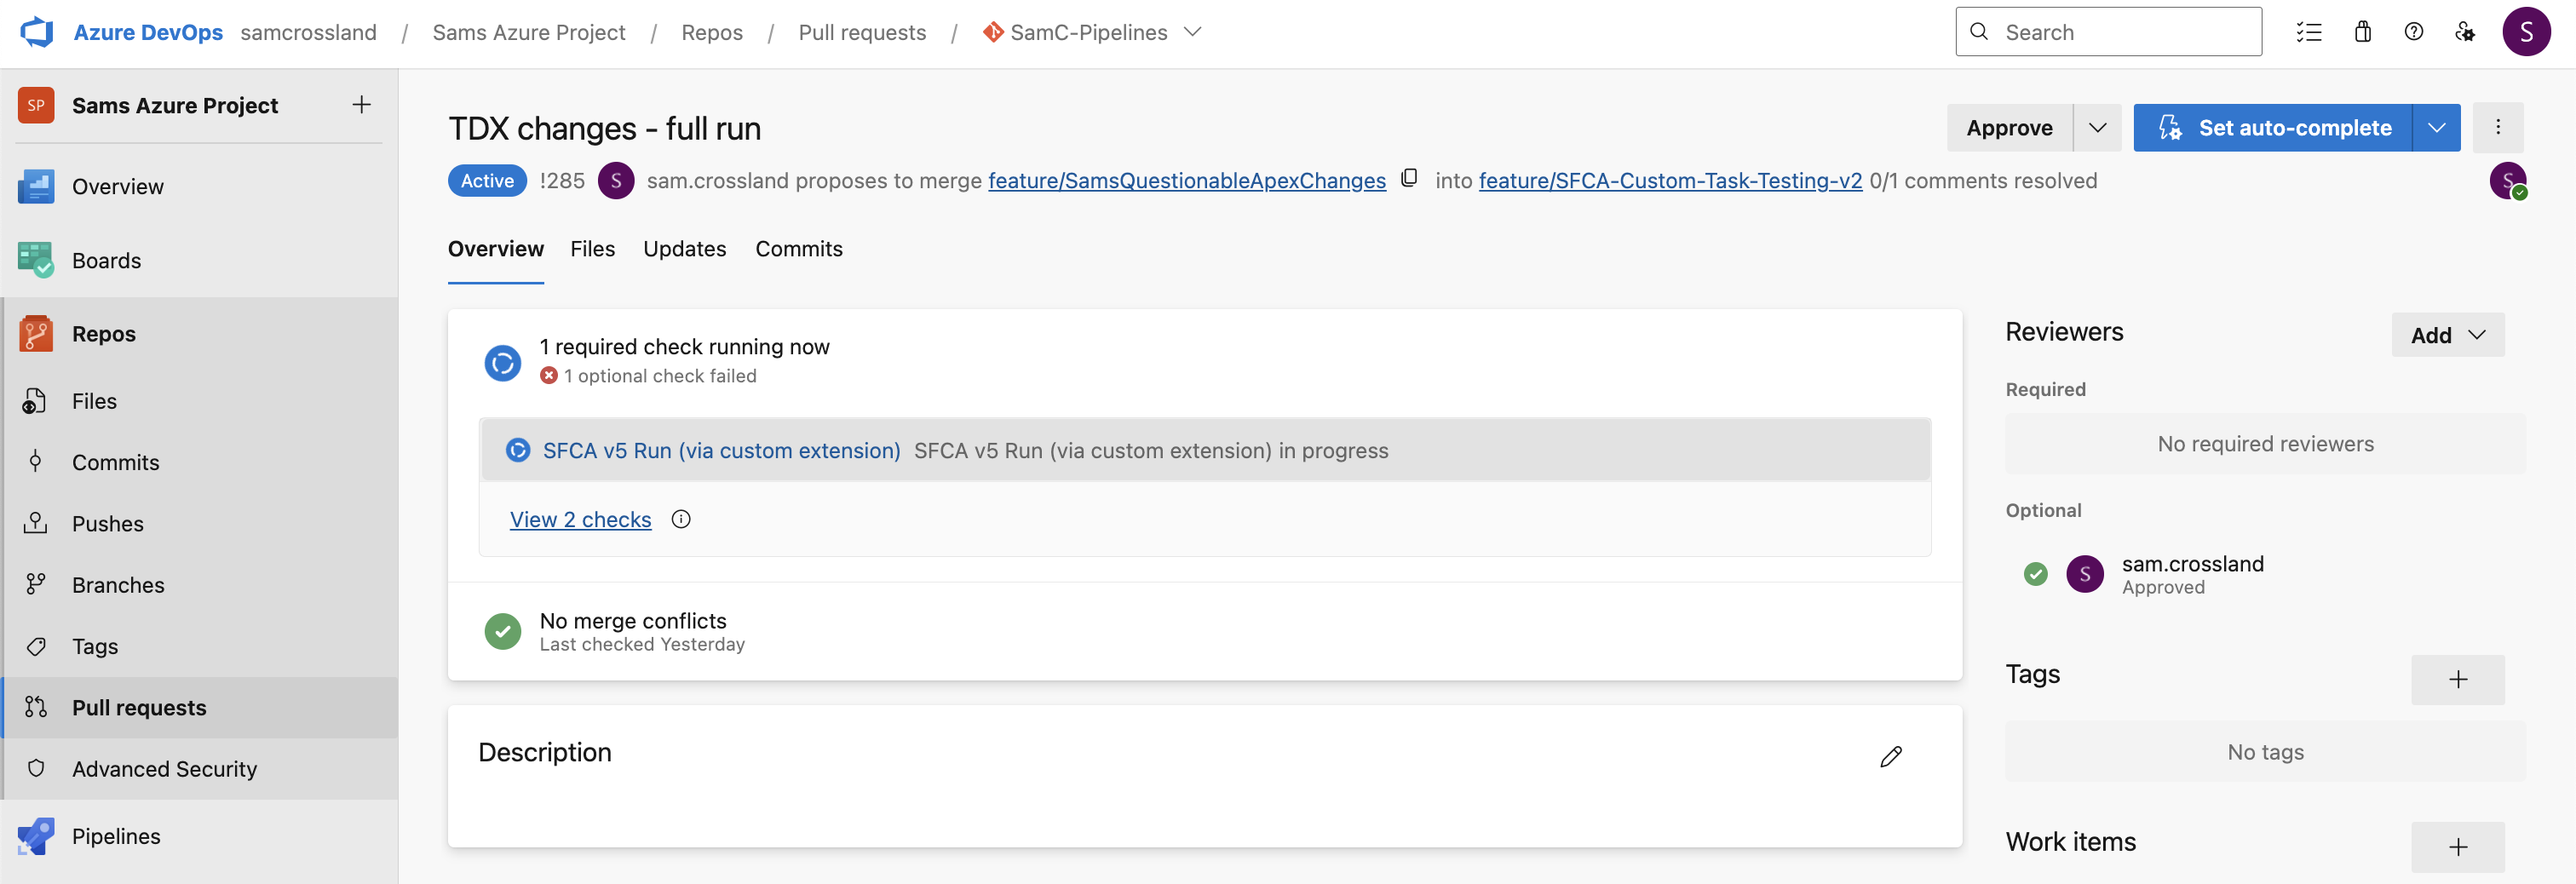 Azure DevOps samcrossland / Sams Azure Project / Repos / Pull requests / SamC-Pipelines
Search
S
SP Sams Azure Project
Overview
Boards
Repos
Files
Commits
Pushes
Branches
Tags
Pull requests
Advanced Security
Pipelines
TDX changes - full run
Approve
Set auto-complete
Active !285 S sam.crossland proposes to merge feature/SamsQuestionableApexChanges into feature/SFCA-Custom-Task-Testing-v2 0/1 comments resolved
S
Overview Files Updates Commits
1 required check running now
1 optional check failed
SFCA v5 Run (via custom extension) SFCA v5 Run (via custom extension) in progress
View 2 checks
No merge conflicts
Last checked Yesterday
Description
Reviewers
Add
Required
No required reviewers
Optional
S sam.crossland
Approved
Tags
No tags
Work items